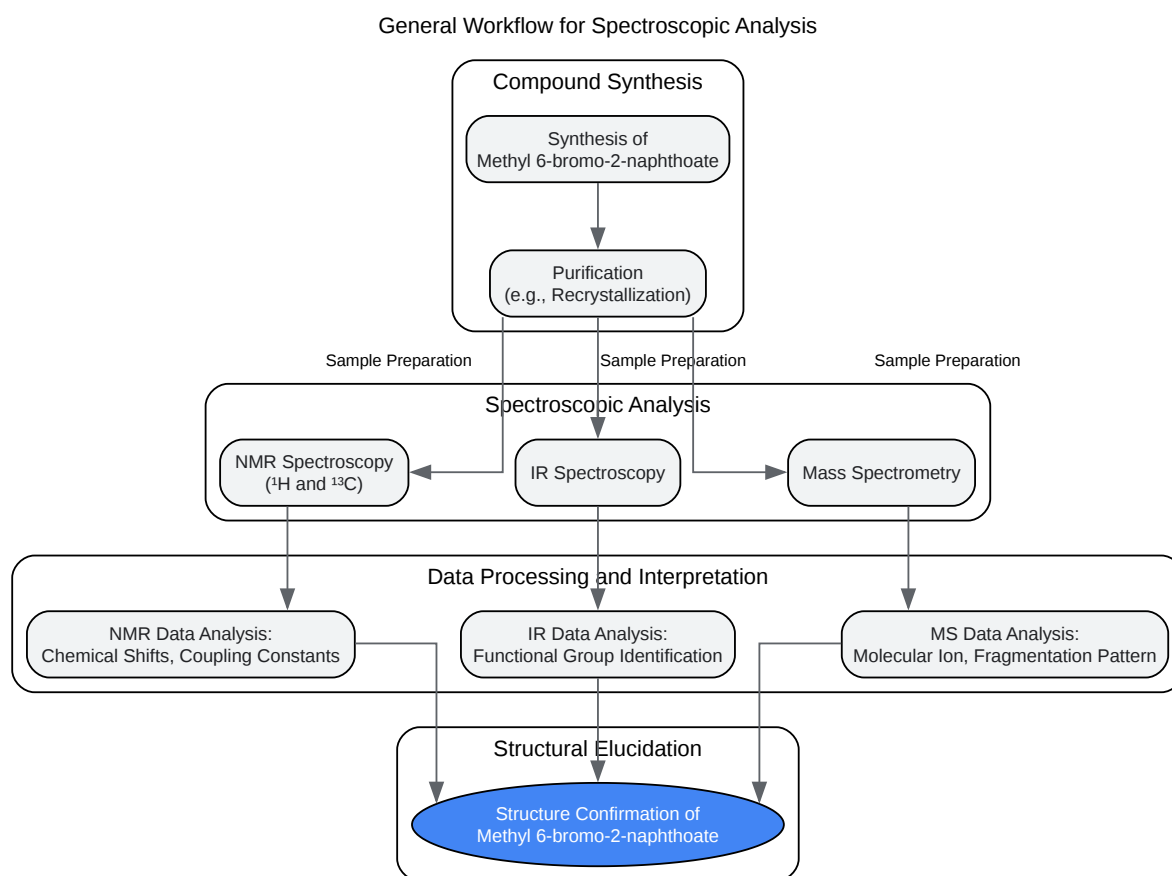 General Workflow for Spectroscopic Analysis
Compound Synthesis
Synthesis of
Methyl 6-bromo-2-naphthoate
Purification
(e.g., Recrystallization)
Sample Preparation
Sample Preparation
Sample Preparation
Spectroscopic Analysis
NMR Spectroscopy
(¹H and ¹³C)
IR Spectroscopy
Mass Spectrometry
Data Processing and Interpretation
NMR Data Analysis:
Chemical Shifts, Coupling Constants
IR Data Analysis:
Functional Group Identification
MS Data Analysis:
Molecular Ion, Fragmentation Pattern
Structural Elucidation
Structure Confirmation of
Methyl 6-bromo-2-naphthoate